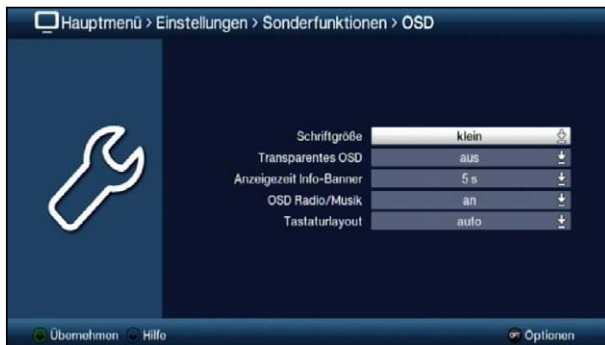 Hauptmenü > Einstellungen > Sonderfunktionen > OSD
Schriftgröße klein
Transparentes OSD aus
Anzeigezeit Info-Banner 5 s
OSD Radio/Musik an
Tastaturlayout auto
Übernehmen Hilfe OPT Optionen